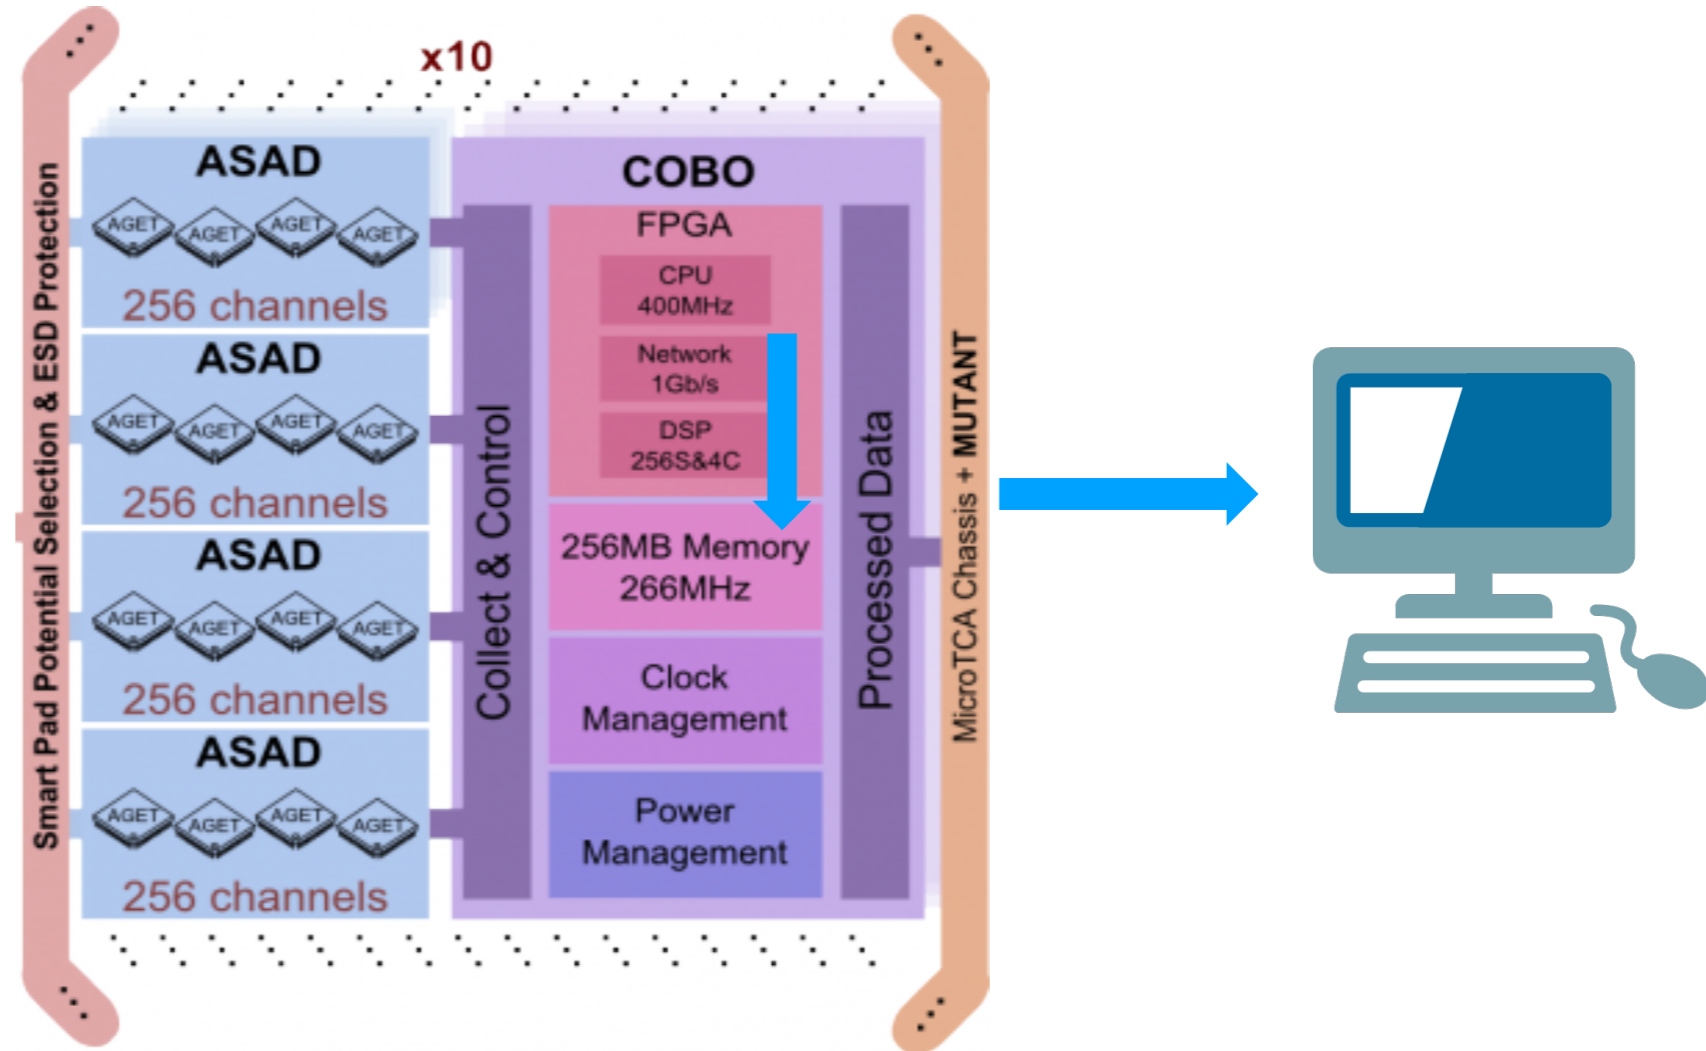 x10
Smart Pad Potential Selection & ESD Protection
ASAD
AGET AGET AGET AGET
256 channels
ASAD
AGET AGET AGET AGET
256 channels
ASAD
AGET AGET AGET AGET
256 channels
ASAD
AGET AGET AGET AGET
256 channels
COBO
Collect & Control
FPGA
CPU
400MHz
Network
1Gb/s
DSP
256S&4C
256MB Memory
266MHz
Clock
Management
Power
Management
Processed Data
MicroTCA Chassis + MUTANT